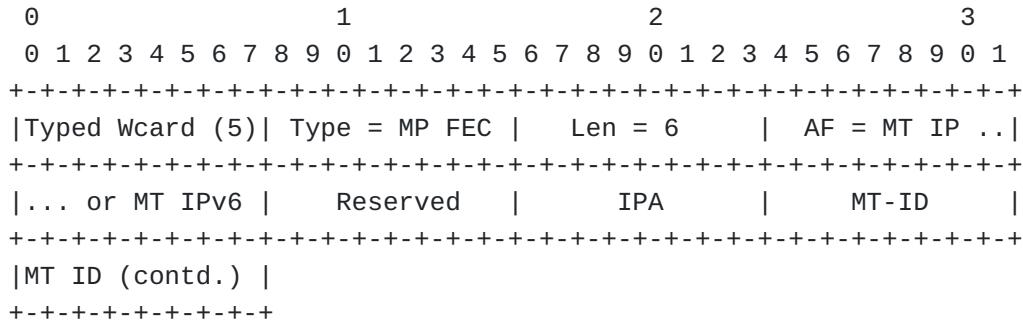 0                   1                   2                   3
 0 1 2 3 4 5 6 7 8 9 0 1 2 3 4 5 6 7 8 9 0 1 2 3 4 5 6 7 8 9 0 1
+-+-+-+-+-+-+-+-+-+-+-+-+-+-+-+-+-+-+-+-+-+-+-+-+-+-+-+-+-+-+-+
|Typed Wcard (5)| Type = MP FEC |   Len = 6     |  AF = MT IP ..|
+-+-+-+-+-+-+-+-+-+-+-+-+-+-+-+-+-+-+-+-+-+-+-+-+-+-+-+-+-+-+-+
|... or MT IPv6 |    Reserved   |      IPA      |     MT-ID     |
+-+-+-+-+-+-+-+-+-+-+-+-+-+-+-+-+-+-+-+-+-+-+-+-+-+-+-+-+-+-+-+
|MT ID (contd.) |
+-+-+-+-+-+-+-+-+